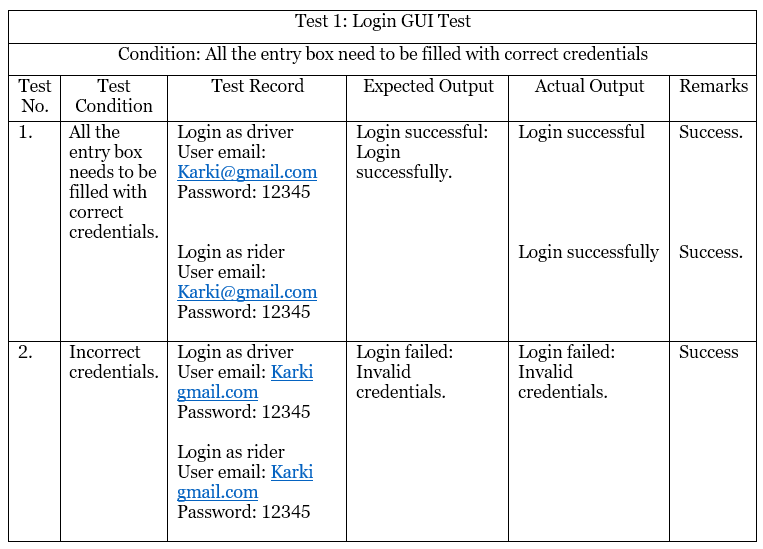 Test 1: Login GUI Test
Condition: All the entry box need to be filled with correct credentials
Test No.
Test Condition
Test Record
Expected Output
Actual Output
Remarks
1.
All the
entry box
needs to be
filled with
correct
credentials.
Login as driver
User email:
Karki@gmail.com
Password: 12345
Login as rider
User email:
Karki@gmail.com
Password: 12345
Login successful:
Login
successfully.
Login successful
Login successfully
Success.
Success.
2.
Incorrect
credentials.
Login as driver
User email: Karki
gmail.com
Password: 12345
Login as rider
User email: Karki
gmail.com
Password: 12345
Login failed:
Invalid
credentials.
Login failed:
Invalid
credentials.
Success